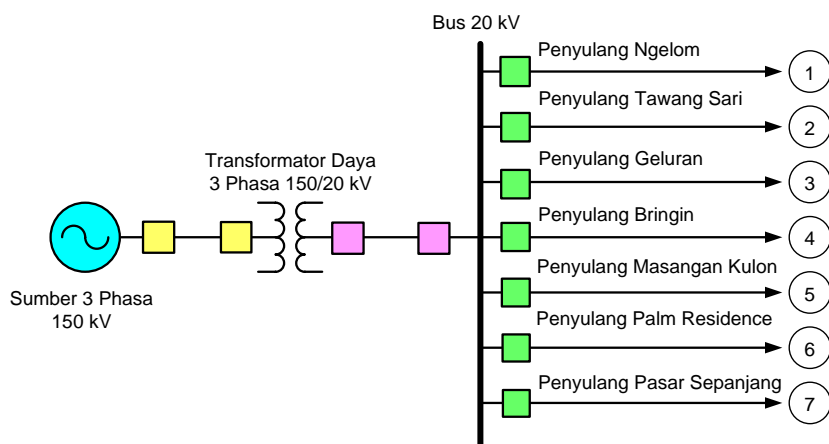 Bus 20 kV
Penyulang Ngelom
1
Penyulang Tawang Sari
2
Transformator Daya
3 Phasa 150/20 kV
Penyulang Geluran
3
Penyulang Bringin
4
Sumber 3 Phasa
150 kV
Penyulang Masangan Kulon
5
Penyulang Palm Residence
6
Penyulang Pasar Sepanjang
7